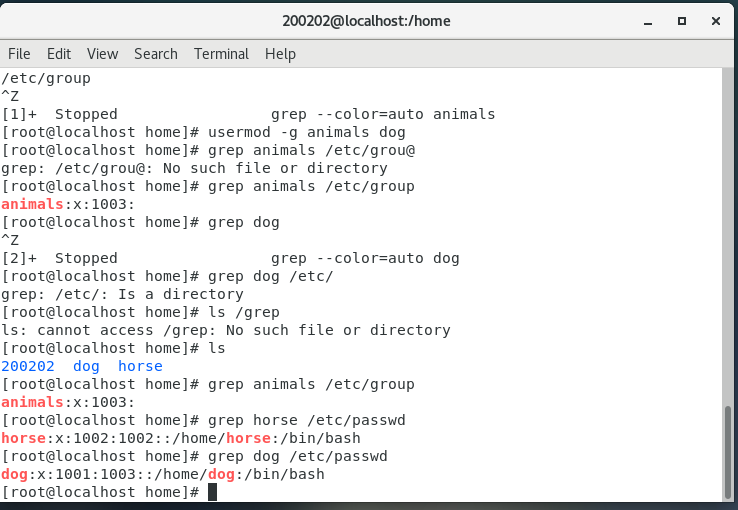 200202@localhost:/home
File Edit View Search Terminal Help
/etc/group
^Z
[1]+  Stopped                 grep --color=auto animals
[root@localhost home]# usermod -g animals dog
[root@localhost home]# grep animals /etc/grou@
grep: /etc/grou@: No such file or directory
[root@localhost home]# grep animals /etc/group
animals:x:1003:
[root@localhost home]# grep dog
^Z
[2]+  Stopped                 grep --color=auto dog
[root@localhost home]# grep dog /etc/
grep: /etc/: Is a directory
[root@localhost home]# ls /grep
ls: cannot access /grep: No such file or directory
[root@localhost home]# ls
200202  dog  horse
[root@localhost home]# grep animals /etc/group
animals:x:1003:
[root@localhost home]# grep horse /etc/passwd
horse:x:1002:1002::/home/horse:/bin/bash
[root@localhost home]# grep dog /etc/passwd
dog:x:1001:1003::/home/dog:/bin/bash
[root@localhost home]#